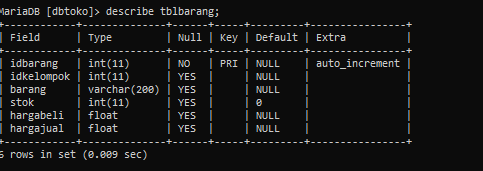 MariaDB [dbtoko]> describe tblbarang;
+------------+--------------+------+-----+---------+----------------+
| Field      | Type         | Null | Key | Default | Extra          |
+------------+--------------+------+-----+---------+----------------+
| idbarang   | int(11)      | NO   | PRI | NULL    | auto_increment |
| idkelompok | int(11)      | YES  |     | NULL    |                |
| barang     | varchar(200) | YES  |     | NULL    |                |
| stok       | int(11)      | YES  |     | 0       |                |
| hargabeli  | float        | YES  |     | NULL    |                |
| hargajual  | float        | YES  |     | NULL    |                |
+------------+--------------+------+-----+---------+----------------+
6 rows in set (0.009 sec)